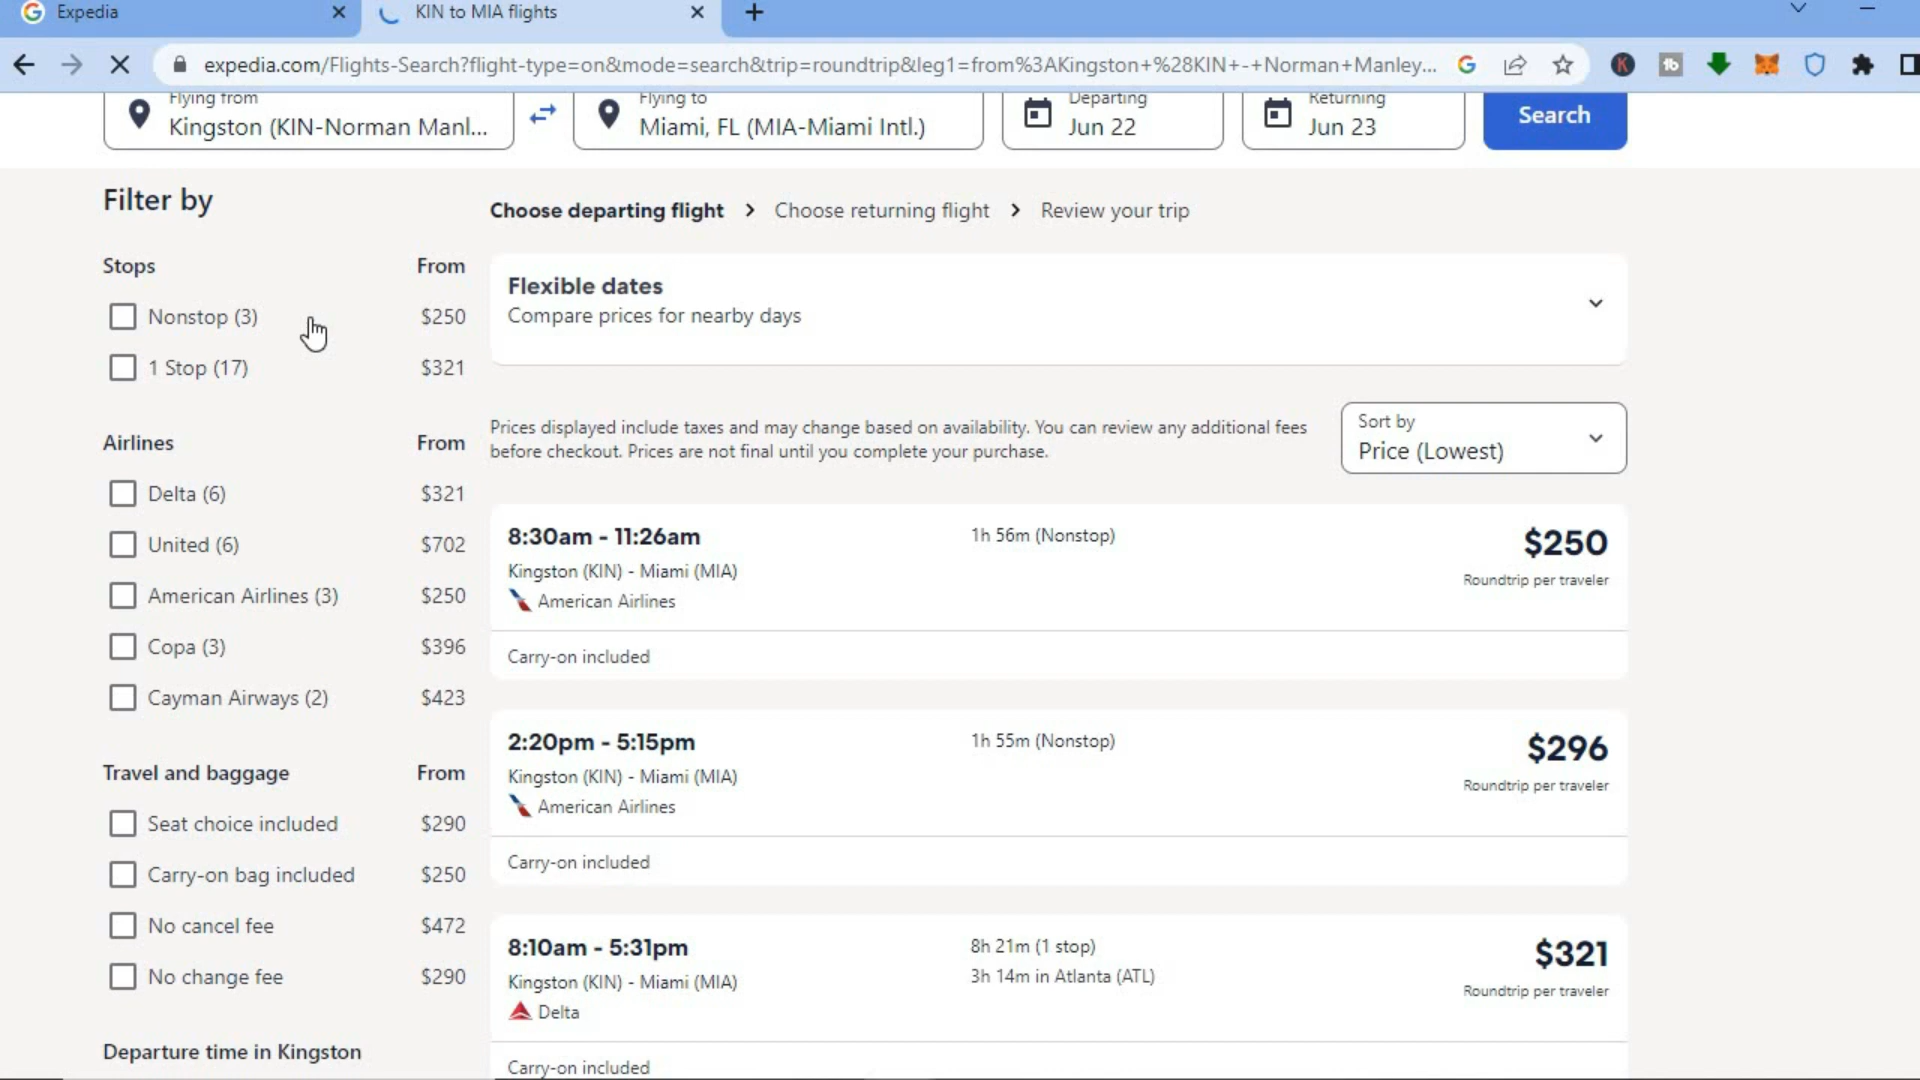 Expedia
KIN to MIA flights
expedia.com/Flights-Search?flight-type=on&mode=search&trip=roundtrip&leg1=from%3AKingston+%28KIN+-+Norman+Manley...
Flying from
Kingston (KIN-Norman Manl...
Flying to
Miami, FL (MIA-Miami Intl.)
Departing
Jun 22
Returning
Jun 23
Search
Filter by
Stops From
Nonstop (3) $250
1 Stop (17) $321
Airlines From
Delta (6) $321
United (6) $702
American Airlines (3) $250
Copa (3) $396
Cayman Airways (2) $423
Travel and baggage From
Seat choice included $290
Carry-on bag included $250
No cancel fee $472
No change fee $290
Departure time in Kingston
Choose departing flight > Choose returning flight > Review your trip
Flexible dates
Compare prices for nearby days
Prices displayed include taxes and may change based on availability. You can review any additional fees
before checkout. Prices are not final until you complete your purchase.
Sort by
Price (Lowest)
8:30am - 11:26am 1h 56m (Nonstop) $250
Kingston (KIN) - Miami (MIA) Roundtrip per traveler
American Airlines
Carry-on included
2:20pm - 5:15pm 1h 55m (Nonstop) $296
Kingston (KIN) - Miami (MIA) Roundtrip per traveler
American Airlines
Carry-on included
8:10am - 5:31pm 8h 21m (1 stop) $321
Kingston (KIN) - Miami (MIA) 3h 14m in Atlanta (ATL) Roundtrip per traveler
Delta
Carry-on included